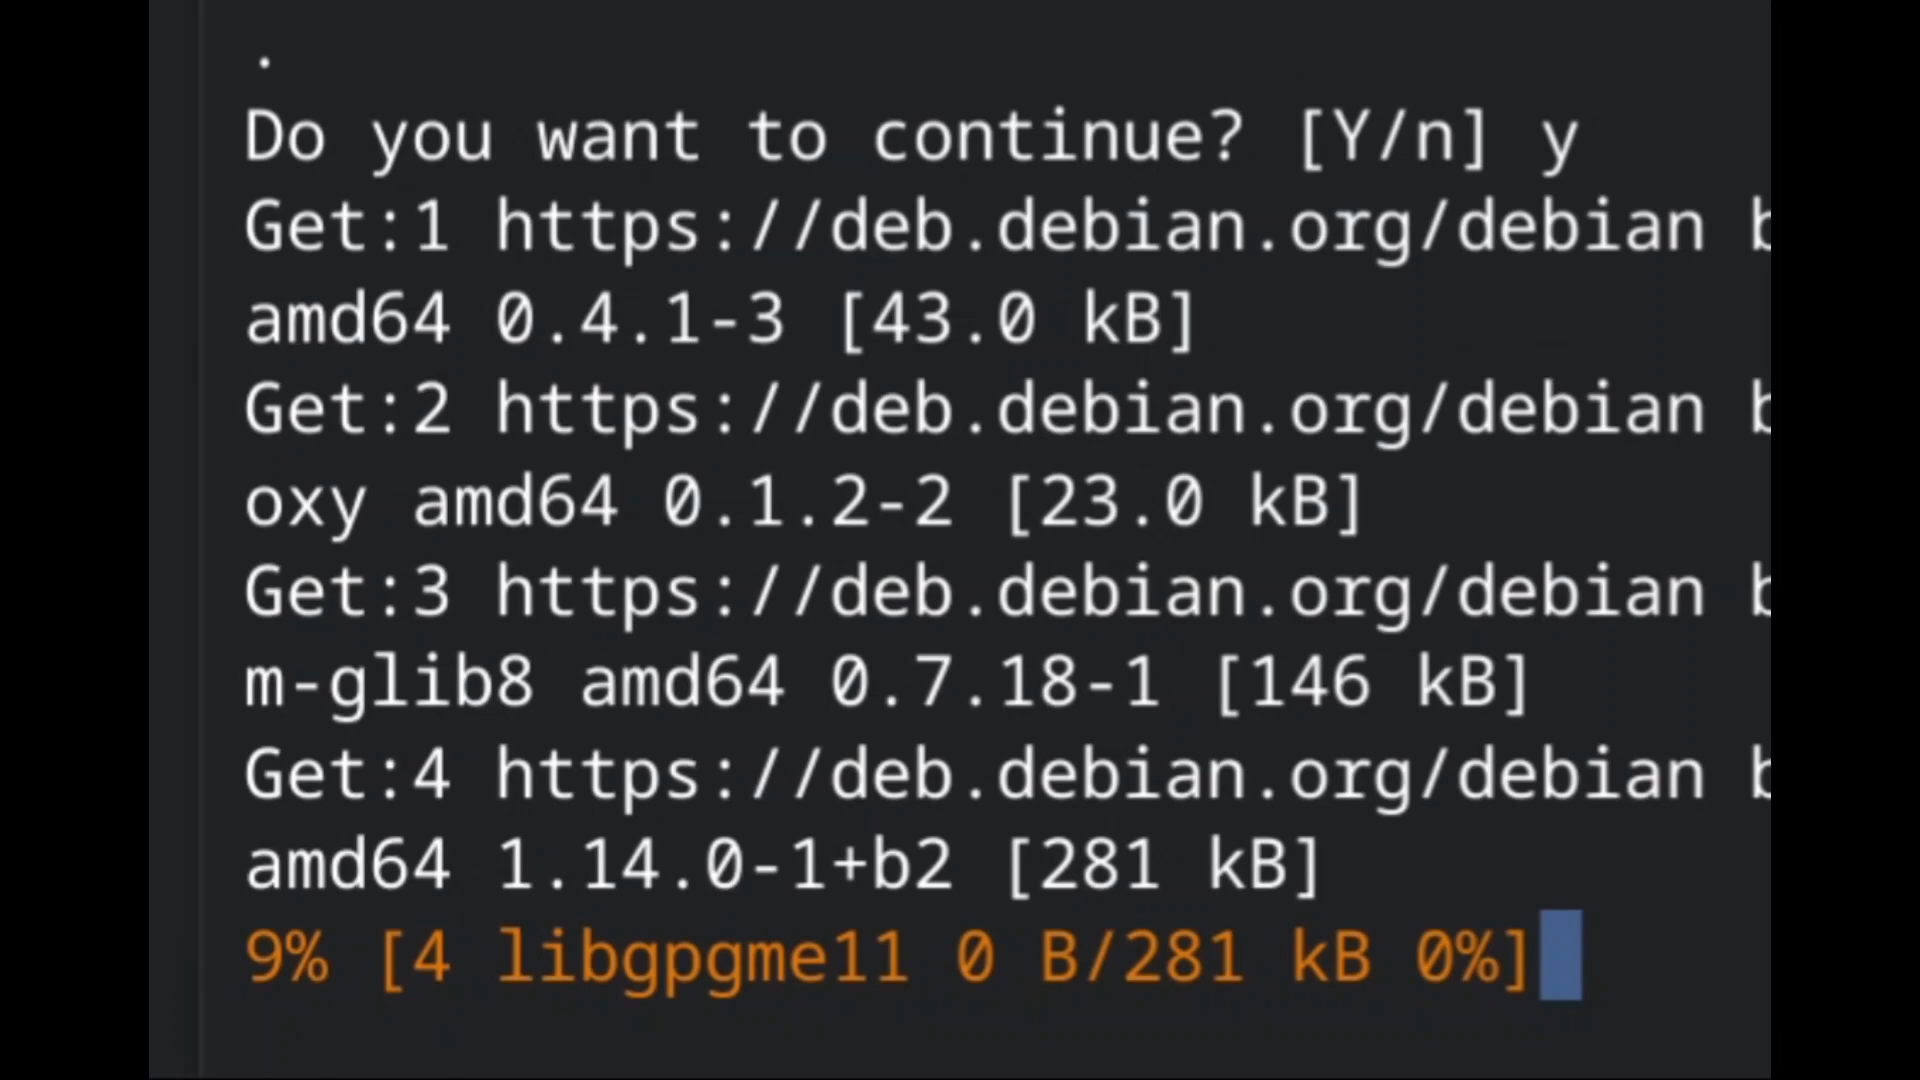 .
Do you want to continue? [Y/n] y
Get:1 https://deb.debian.org/debian b
amd64 0.4.1-3 [43.0 kB]
Get:2 https://deb.debian.org/debian b
oxy amd64 0.1.2-2 [23.0 kB]
Get:3 https://deb.debian.org/debian b
m-glib8 amd64 0.7.18-1 [146 kB]
Get:4 https://deb.debian.org/debian b
amd64 1.14.0-1+b2 [281 kB]
9% [4 libgpgme11 0 B/281 kB 0%]